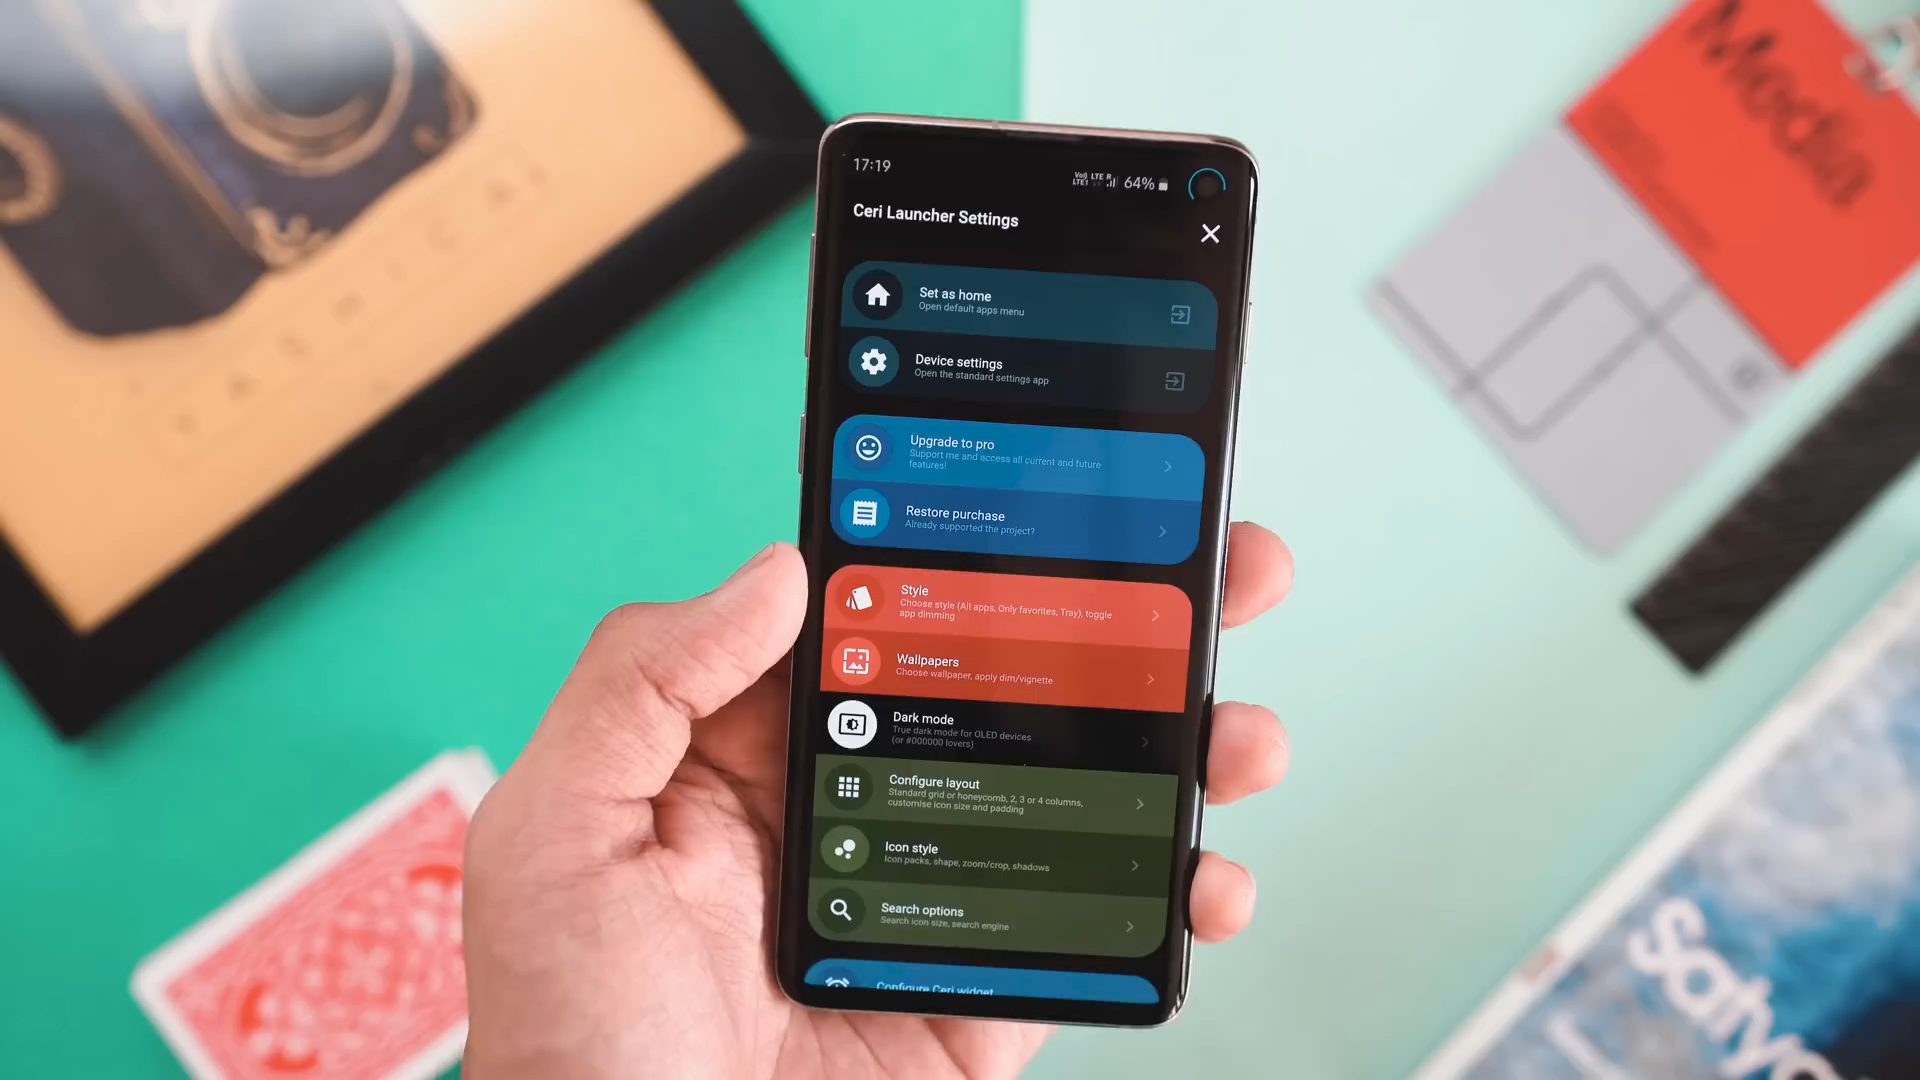 Media
17:19
Vo)) LTE R
LTE1
64%
Ceri Launcher Settings
Set as home
Open default apps menu
Device settings
Open the standard settings app
Upgrade to pro
Support me and access all current and future
features!
Restore purchase
Already supported the project?
Style
Choose style (All apps, Only favorites, Tray), toggle
app dimming
Wallpapers
Choose wallpaper, apply dim/vignette
Dark mode
True dark mode for OLED devices
(or #000000 lovers)
Configure layout
Standard grid or honeycomb, 2, 3 or 4 columns,
customise icon size and padding
Icon style
Icon packs, shape, zoom/crop, shadows
Search options
Search icon size, search engine
Configure Ceri widget